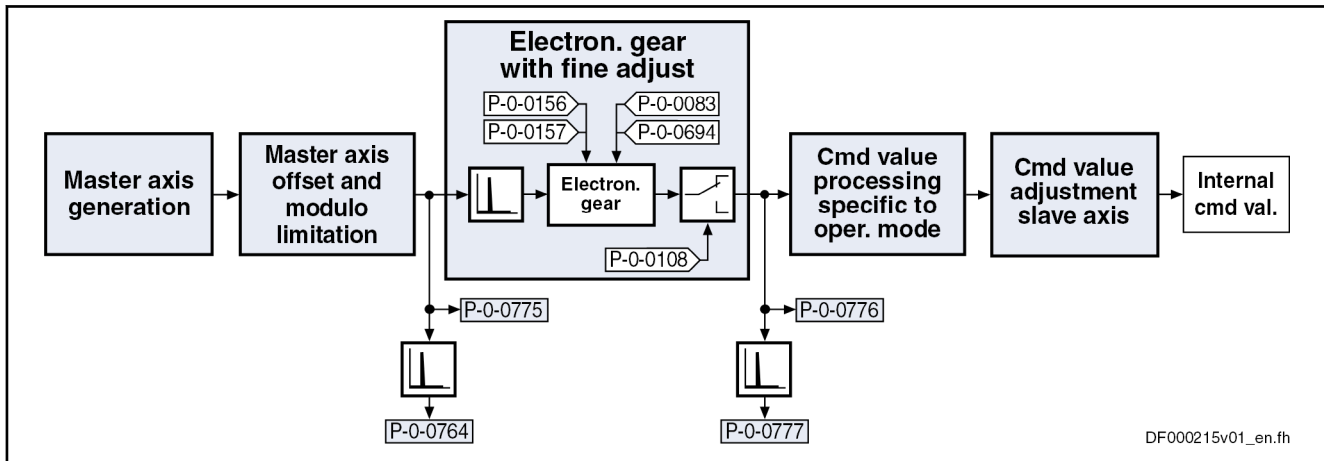 Electron. gear
with fine adjust
P-0-0156
P-0-0083
P-0-0157
P-0-0694
Master axis
generation
Master axis
offset and
modulo
limitation
Electron.
gear
P-0-0108
Cmd value
processing
specific to
oper. mode
Cmd value
adjustment
slave axis
Internal
cmd val.
P-0-0775
P-0-0776
P-0-0764
P-0-0777
DF000215v01_en.fh